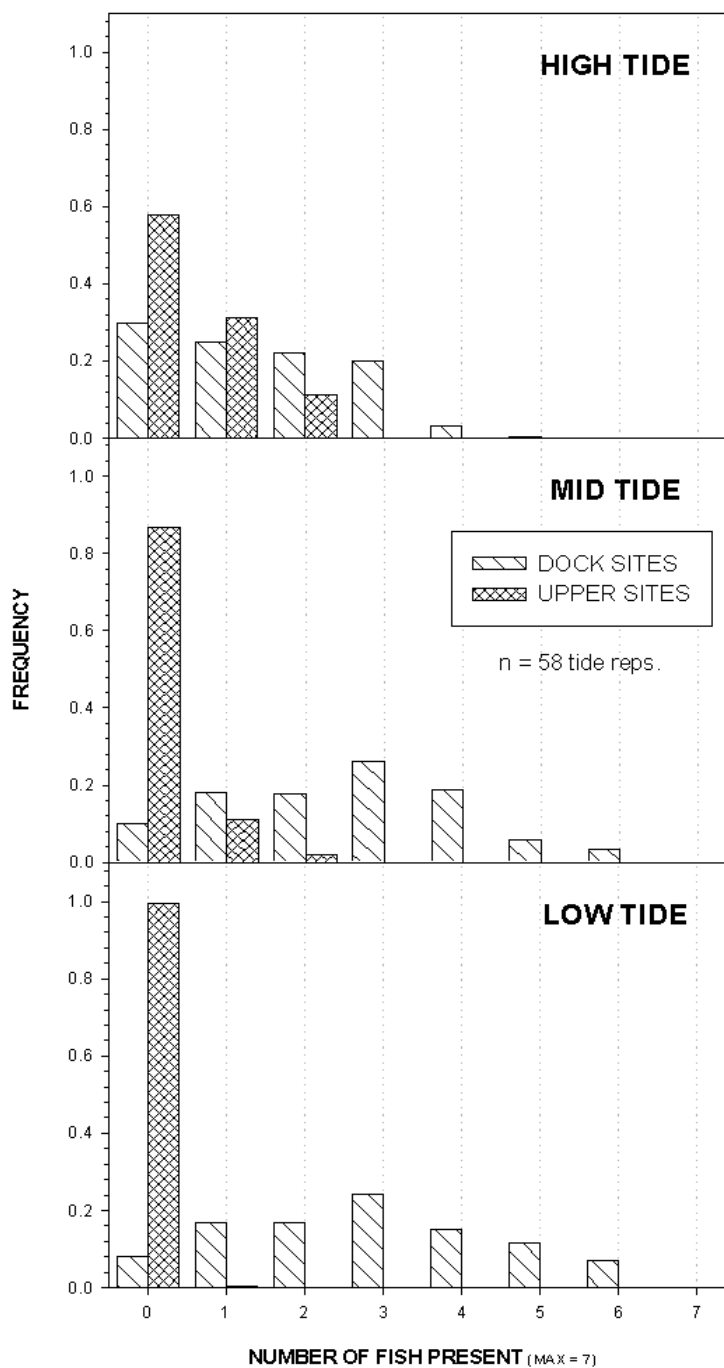 HIGH TIDE
1.0
0.8
0.6
0.4
0.2
0.0
MID TIDE
1.0
0.8
0.6
0.4
0.2
0.0
DOCK SITES
UPPER SITES
n = 58 tide reps.
FREQUENCY
LOW TIDE
1.0
0.8
0.6
0.4
0.2
0.0
0 1 2 3 4 5 6 7
NUMBER OF FISH PRESENT (MAX = 7)